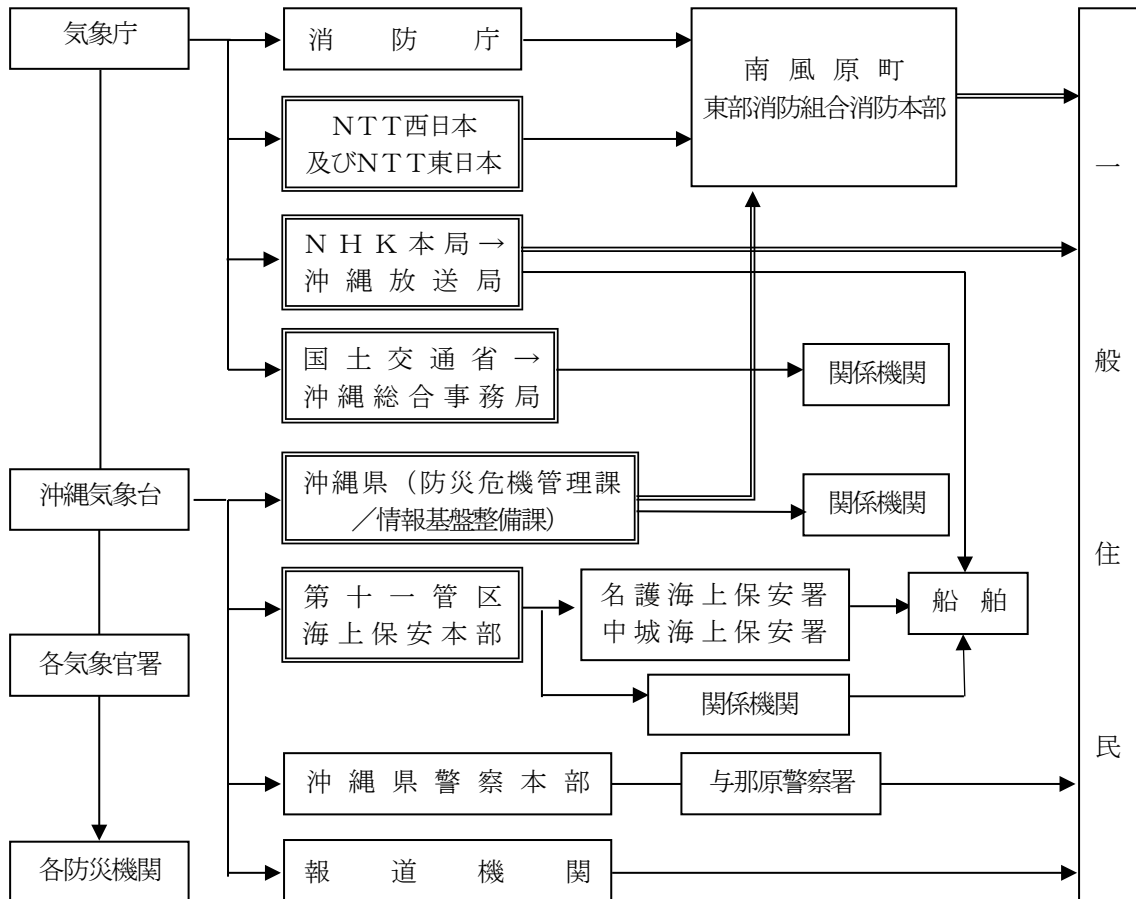 気象庁
消防庁
南風原町
東部消防組合消防本部
NTT西日本
及びNTT東日本
NHK本局→
沖縄放送局
国土交通省→
沖縄総合事務局
関係機関
沖縄気象台
沖縄県(防災危機管理課
/情報基盤整備課)
関係機関
第十一管区
海上保安本部
名護海上保安署
中城海上保安署
船舶
各気象官署
関係機関
沖縄県警察本部
与那原警察署
各防災機関
報道機関
一般住民